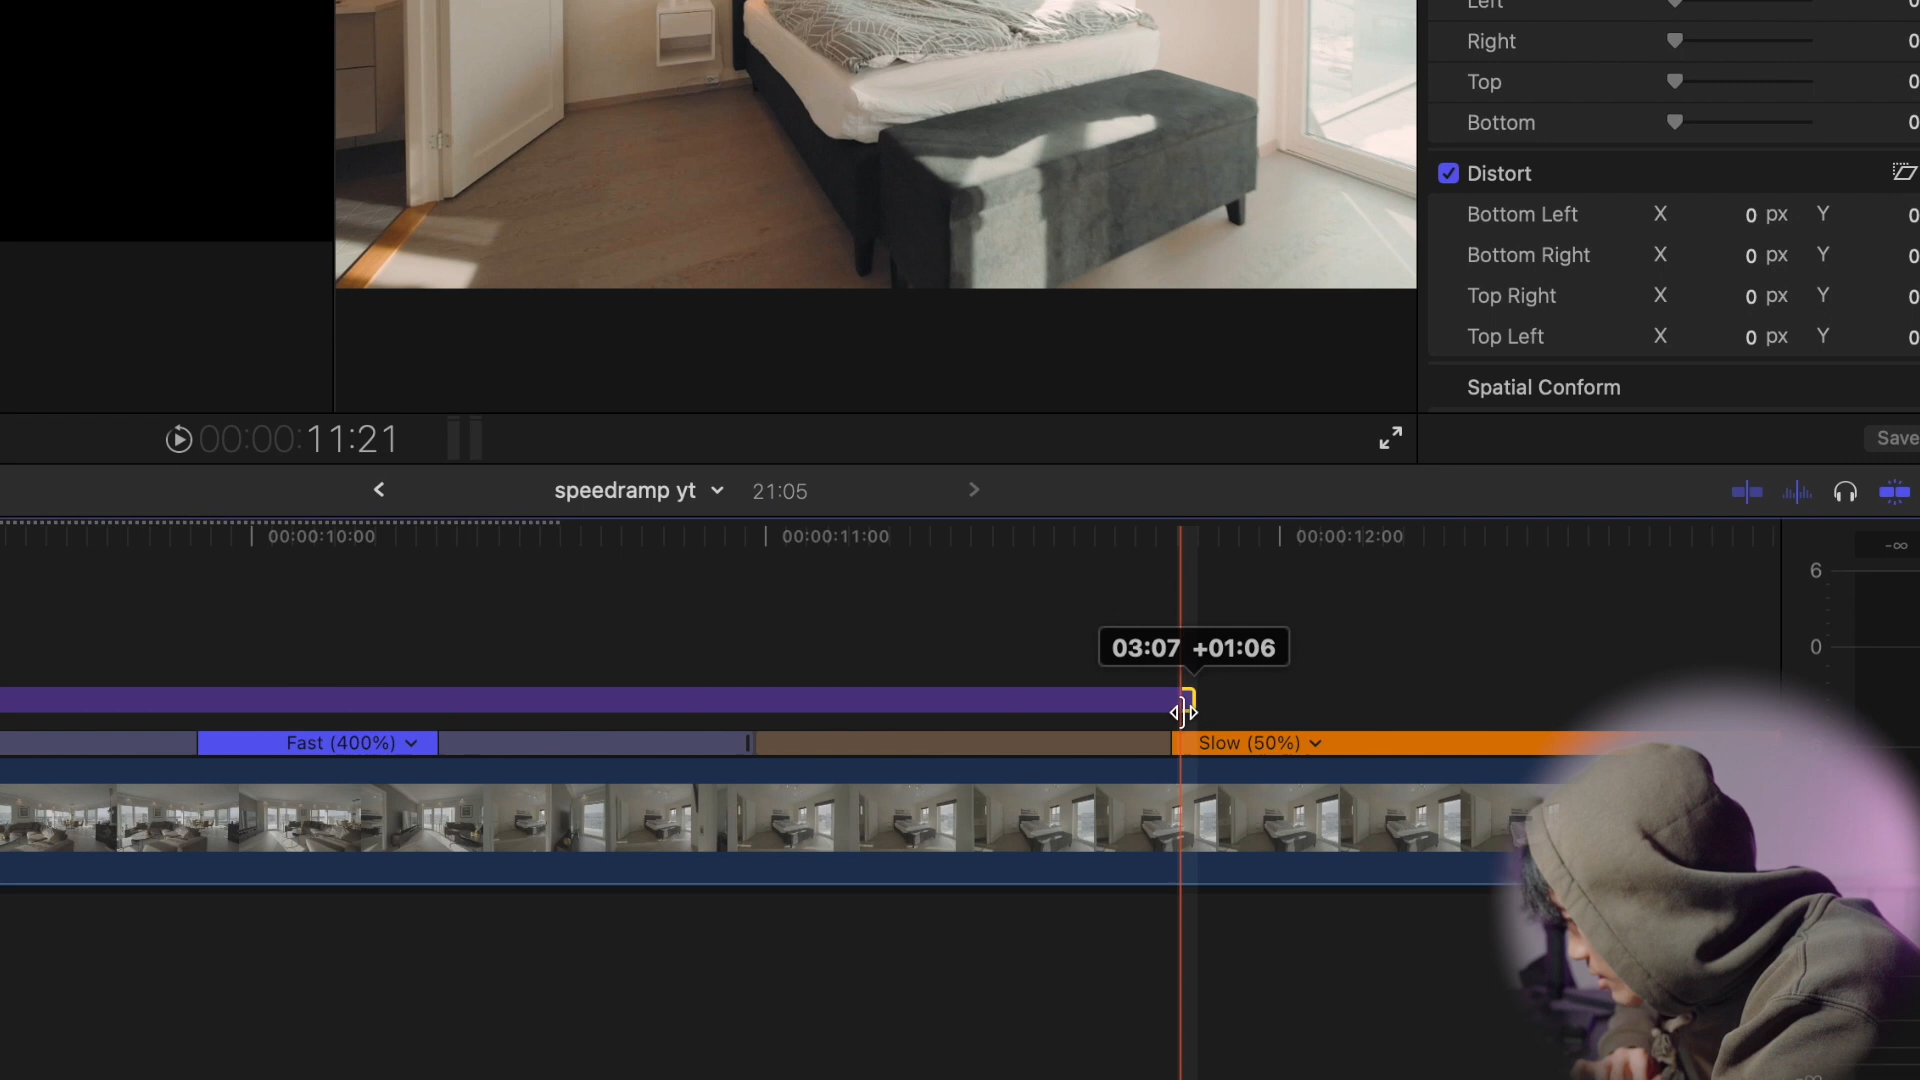 Left 0
Right 0
Top 0
Bottom 0
Distort
Bottom Left X 0 px Y 0
Bottom Right X 0 px Y 0
Top Right X 0 px Y 0
Top Left X 0 px Y 0
Spatial Conform
00:00:11:21
Save
speedramp yt 21:05
00:00:10:00 00:00:11:00 00:00:12:00
-∞
6
03:07 +01:06
0
Fast (400%) Slow (50%)